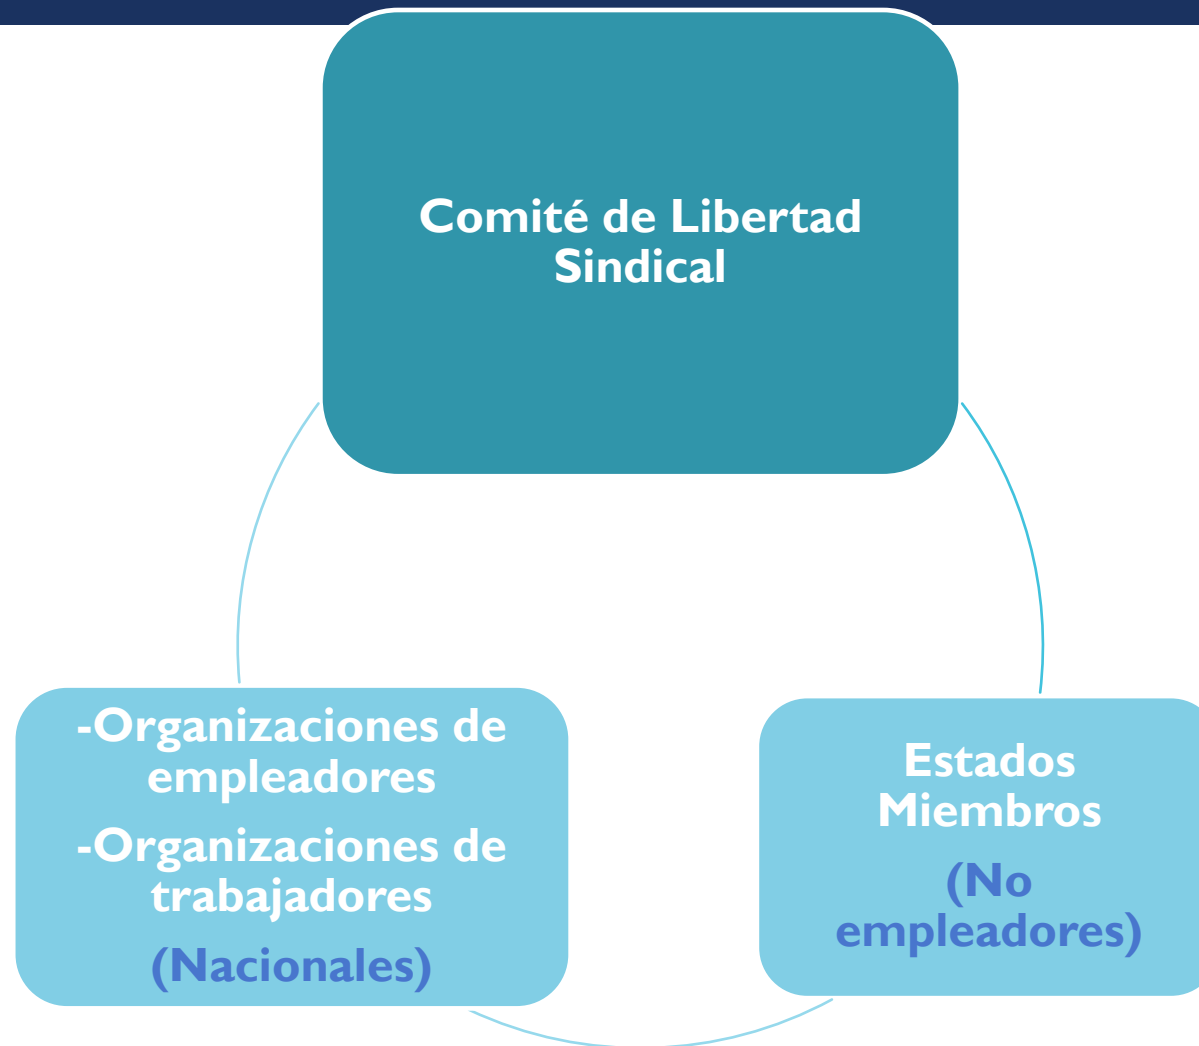 Comité de Libertad
Sindical
-Organizaciones de
empleadores
-Organizaciones de
trabajadores
(Nacionales)
Estados
Miembros
(No
empleadores)